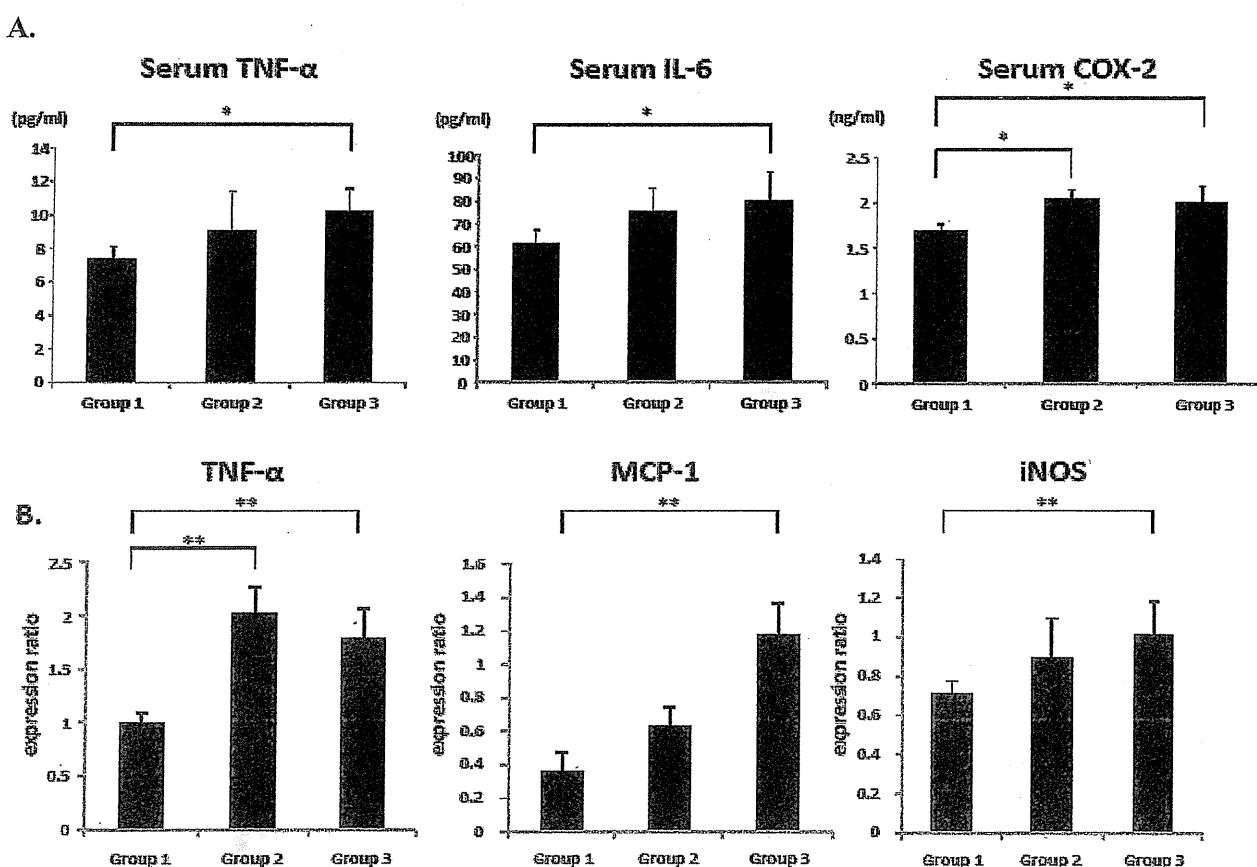 A.
Serum TNF-α
(pg/ml)
*
14
12
10
8
6
4
2
0
Group 1 Group 2 Group 3
Serum IL-6
(pg/ml)
*
100
90
80
70
60
50
40
30
20
10
0
Group 1 Group 2 Group 3
Serum COX-2
(ng/ml)
*
*
2.5
2
1.5
1
0.5
0
Group 1 Group 2 Group 3
B.
TNF-α
**
**
expression ratio
2.5
2
1.5
1
0.5
0
Group 1 Group 2 Group 3
MCP-1
**
expression ratio
1.6
1.4
1.2
1
0.8
0.6
0.4
0.2
0
Group 1 Group 2 Group 3
iNOS
**
expression ratio
1.4
1.2
1
0.8
0.6
0.4
0.2
0
Group 1 Group 2 Group 3